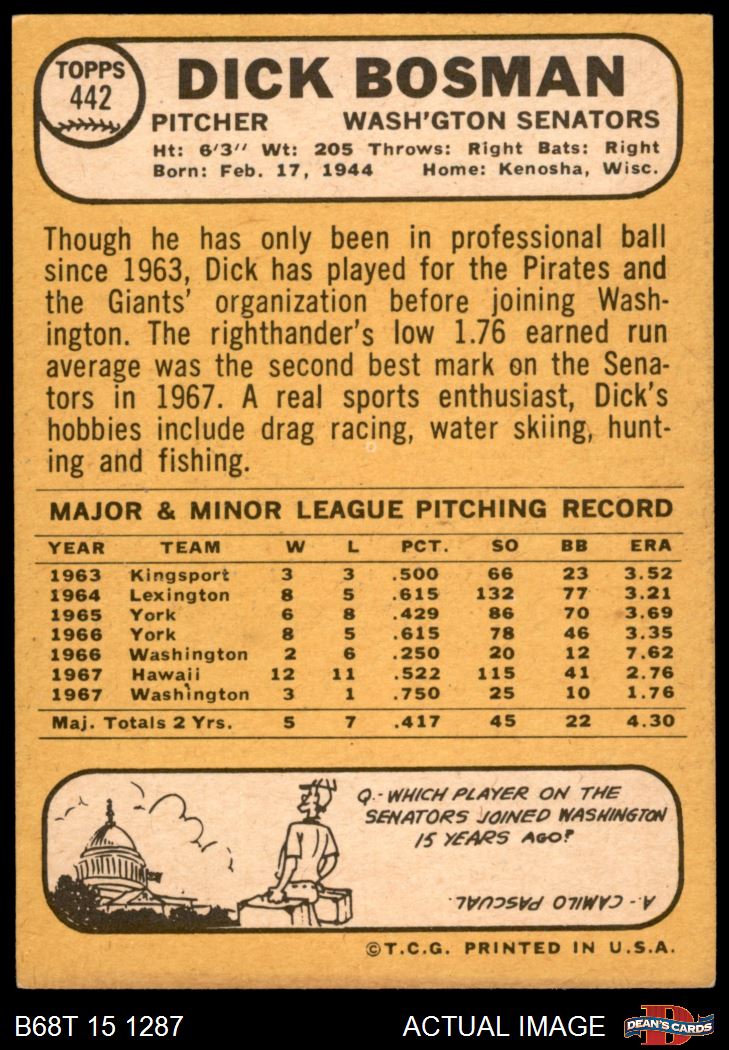 TOPPS
442
DICK BOSMAN
PITCHER WASH'GTON SENATORS
Ht: 6'3'' Wt: 205 Throws: Right Bats: Right
Born: Feb. 17, 1944 Home: Kenosha, Wisc.
Though he has only been in professional ball
since 1963, Dick has played for the Pirates and
the Giants' organization before joining Wash-
ington. The righthander's low 1.76 earned run
average was the second best mark on the Sena-
tors in 1967. A real sports enthusiast, Dick's
hobbies include drag racing, water skiing, hunt-
ing and fishing.
MAJOR & MINOR LEAGUE PITCHING RECORD
YEAR TEAM W L PCT. SO BB ERA
1963 Kingsport 3 3 .500 66 23 3.52
1964 Lexington 8 5 .615 132 77 3.21
1965 York 6 8 .429 86 70 3.69
1966 York 8 5 .615 78 46 3.35
1966 Washington 2 6 .250 20 12 7.62
1967 Hawaii 12 11 .522 115 41 2.76
1967 Washington 3 1 .750 25 10 1.76
Maj. Totals 2 Yrs. 5 7 .417 45 22 4.30
Q.- WHICH PLAYER ON THE
SENATORS JOINED WASHINGTON
15 YEARS AGO?
A.- CAMILO PASCUAL
©T.C.G. PRINTED IN U.S.A.
B68T 15 1287 ACTUAL IMAGE
D
DEAN'S CARDS